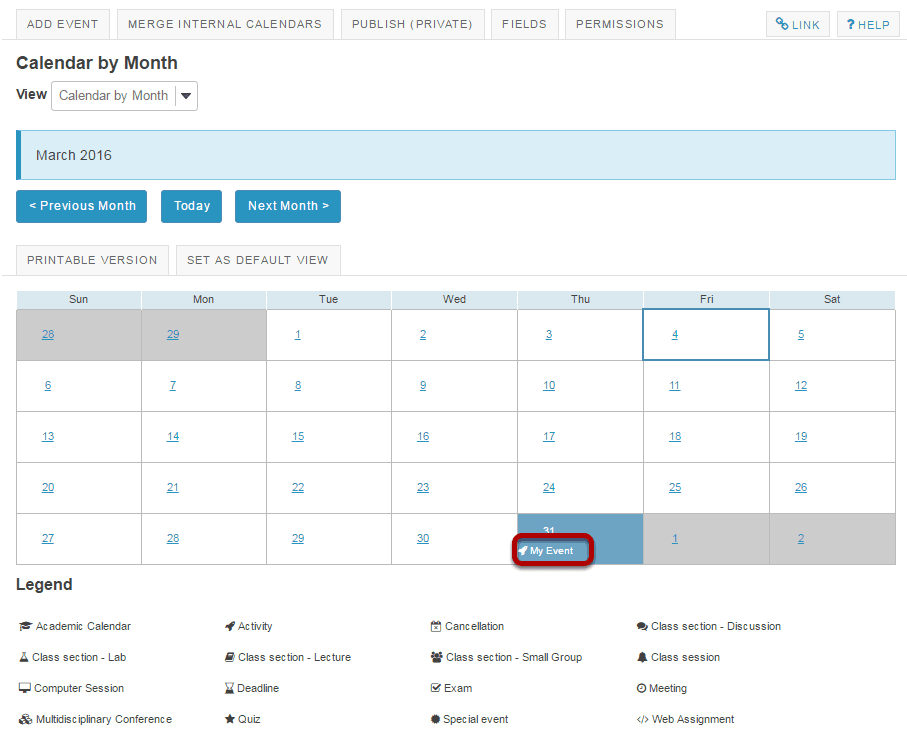 ADD EVENT MERGE INTERNAL CALENDARS PUBLISH (PRIVATE) FIELDS PERMISSIONS LINK ? HELP
Calendar by Month
View Calendar by Month
March 2016
< Previous Month Today Next Month >
PRINTABLE VERSION SET AS DEFAULT VIEW
Sun Mon Tue Wed Thu Fri Sat
28 29 1 2 3 4 5
6 7 8 9 10 11 12
13 14 15 16 17 18 19
20 21 22 23 24 25 26
27 28 29 30 31 1 2
My Event
Legend
Academic Calendar Activity Cancellation Class section - Discussion
Class section - Lab Class section - Lecture Class section - Small Group Class session
Computer Session Deadline Exam Meeting
Multidisciplinary Conference Quiz Special event Web Assignment